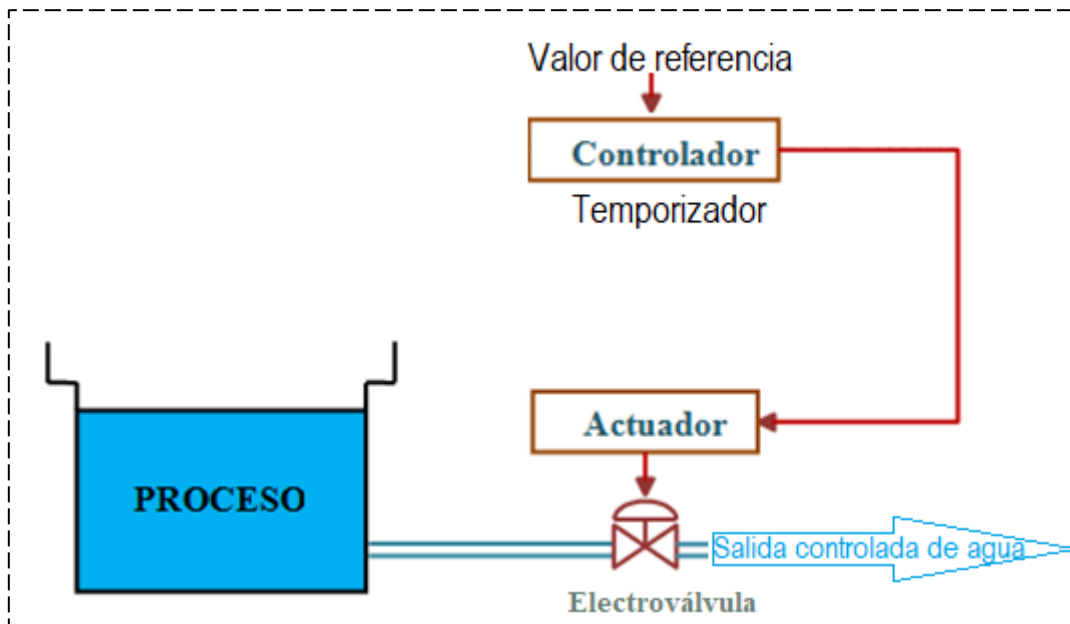 Valor de referencia
Controlador
Temporizador
Actuador
PROCESO
Salida controlada de agua
Electroválvula